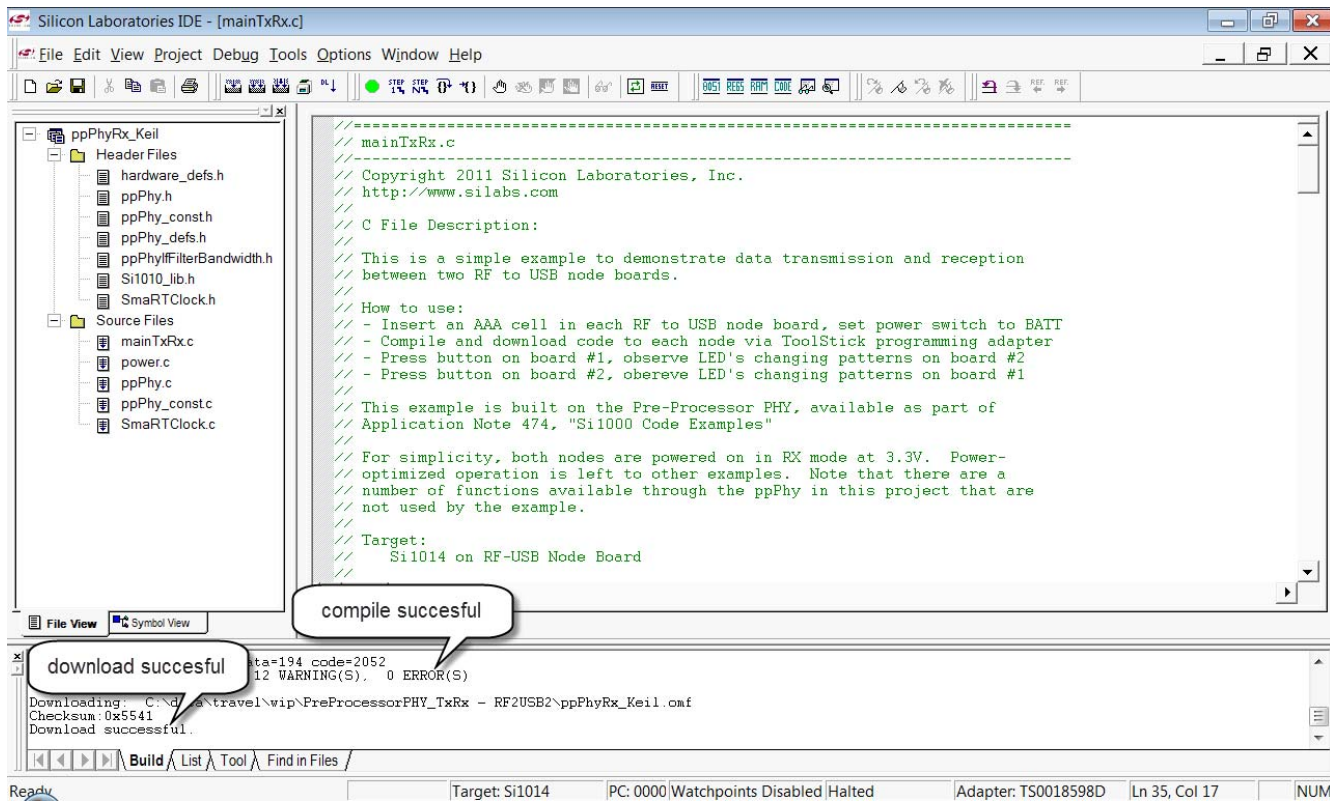 Silicon Laboratories IDE - [mainTxRx.c]
File Edit View Project Debug Tools Options Window Help
8051 REGS RAM CODE
ppPhyRx_Keil
Header Files
hardware_defs.h
ppPhy.h
ppPhy_const.h
ppPhy_defs.h
ppPhyIfFilterBandwidth.h
Si1010_lib.h
SmaRTClock.h
Source Files
mainTxRx.c
power.c
ppPhy.c
ppPhy_const.c
SmaRTClock.c
File View Symbol View
//=============================================================================
// mainTxRx.c
//-----------------------------------------------------------------------------
// Copyright 2011 Silicon Laboratories, Inc.
// http://www.silabs.com
//
// C File Description:
//
// This is a simple example to demonstrate data transmission and reception
// between two RF to USB node boards.
//
// How to use:
// - Insert an AAA cell in each RF to USB node board, set power switch to BATT
// - Compile and download code to each node via ToolStick programming adapter
// - Press button on board #1, observe LED's changing patterns on board #2
// - Press button on board #2, obereve LED's changing patterns on board #1
//
// This example is built on the Pre-Processor PHY, available as part of
// Application Note 474, "Si1000 Code Examples"
//
// For simplicity, both nodes are powered on in RX mode at 3.3V.  Power-
// optimized operation is left to other examples.  Note that there are a
// number of functions available through the ppPhy in this project that are
// not used by the example.
//
// Target:
//    Si1014 on RF-USB Node Board
//
compile succesful
download succesful
ata=194 code=2052
12 WARNING(S), 0 ERROR(S)
Downloading: C:\d a\travel\wip\PreProcessorPHY_TxRx - RF2USB2\ppPhyRx_Keil.omf
Checksum:0x5541
Download successful.
Build List Tool Find in Files
Ready Target: Si1014 PC: 0000 Watchpoints Disabled Halted Adapter: TS0018598D Ln 35, Col 17 NUM